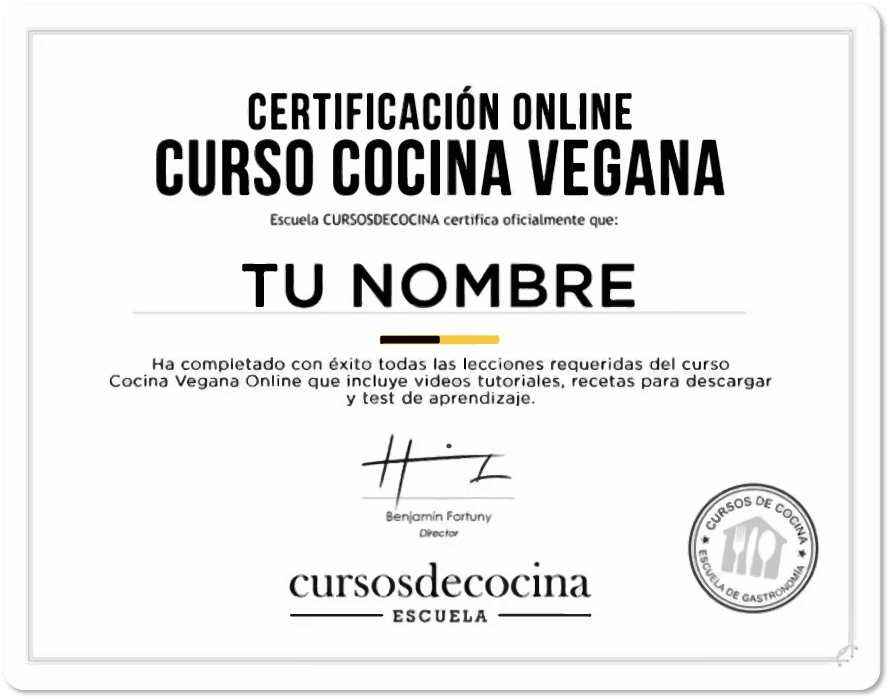 CERTIFICACIÓN ONLINE
CURSO COCINA VEGANA
Escuela CURSOSDECOCINA certifica oficialmente que:
TU NOMBRE
Ha completado con éxito todas las lecciones requeridas del curso
Cocina Vegana Online que incluye videos tutoriales, recetas para descargar
y test de aprendizaje.
Benjamín Fortuny
Director
cursosdecocina
ESCUELA
CURSOS DE COCINA
ESCUELA DE GASTRONOMÍA